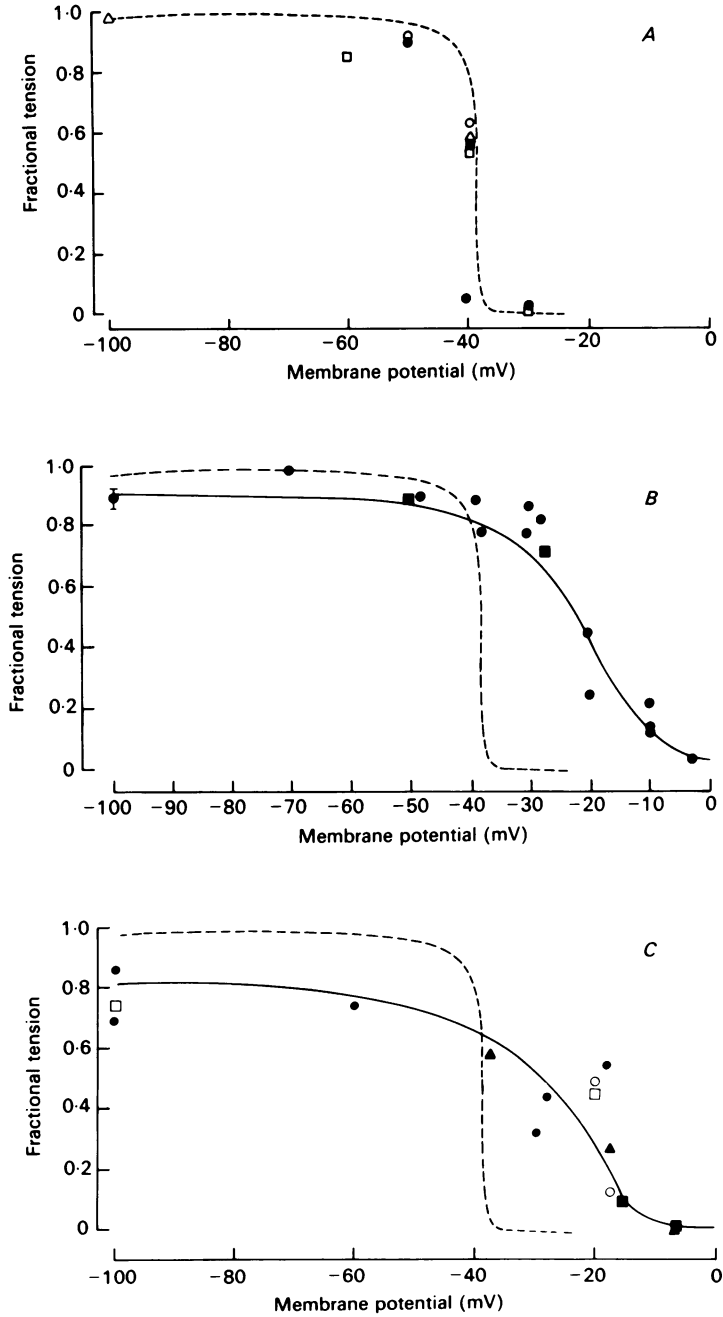 A
1·0
0·8
0·6
0·4
0·2
0
Fractional tension
−100 −80 −60 −40 −20 0
Membrane potential (mV)
B
1·0
0·8
0·6
0·4
0·2
0
Fractional tension
−100 −90 −80 −70 −60 −50 −40 −30 −20 −10 0
Membrane potential (mV)
C
1·0
0·8
0·6
0·4
0·2
0
Fractional tension
−100 −80 −60 −40 −20 0
Membrane potential (mV)